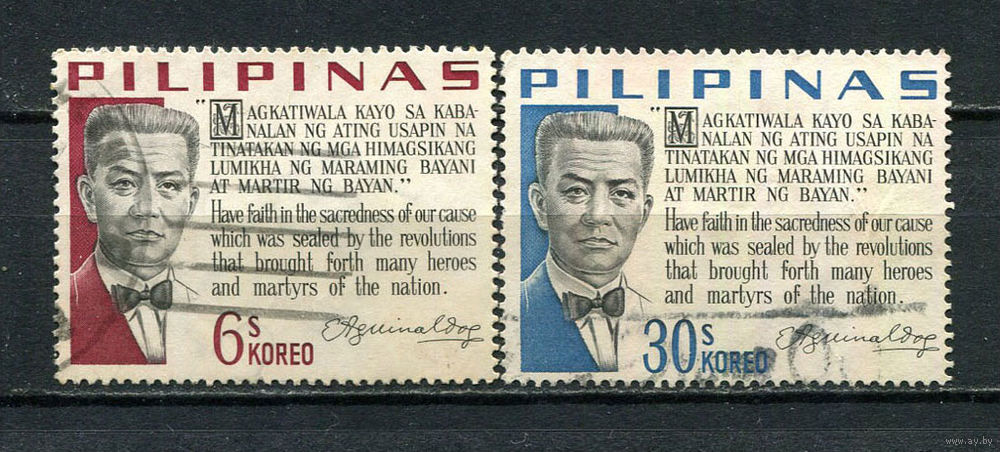 PILIPINAS
"MAGKATIWALA KAYO SA KABA-
NALAN NG ATING USAPIN NA
TINATAKAN NG MGA HIMAGSIKANG
LUMIKHA NG MARAMING BAYANI
AT MARTIR NG BAYAN."
Have faith in the sacredness of our cause
which was sealed by the revolutions
that brought forth many heroes
and martyrs of the nation.
6s KOREO
EAguinaldo
PILIPINAS
"MAGKATIWALA KAYO SA KABA-
NALAN NG ATING USAPIN NA
TINATAKAN NG MGA HIMAGSIKANG
LUMIKHA NG MARAMING BAYANI
AT MARTIR NG BAYAN."
Have faith in the sacredness of our cause
which was sealed by the revolutions
that brought forth many heroes
and martyrs of the nation.
30s KOREO
EAguinaldo
www.ay.by